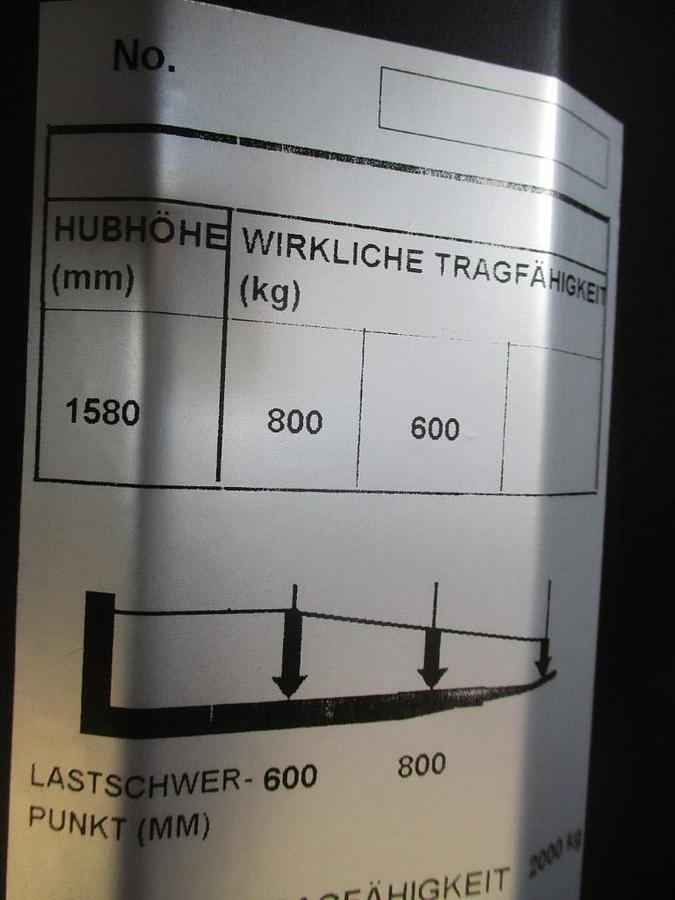 No.
HUBHÖHE
(mm)
WIRKLICHE TRAGFÄHIGKEIT
(kg)
1580
800
600
LASTSCHWER- 600 800
PUNKT (MM)
2000 kg